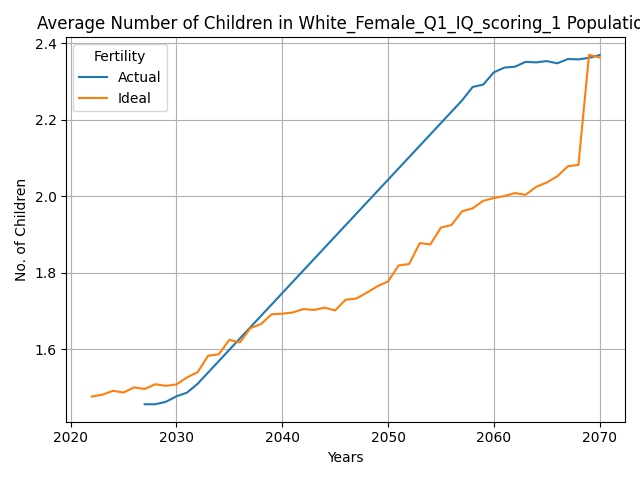 Average Number of Children in White_Female_Q1_IQ_scoring_1 Populatio
Fertility
Actual
Ideal
2.4
2.2
2.0
1.8
1.6
No. of Children
2020 2030 2040 2050 2060 2070
Years